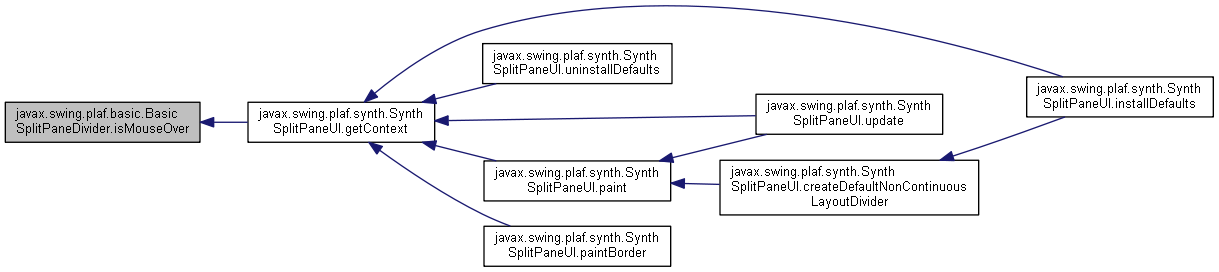 javax.swing.plaf.basic.Basic
SplitPaneDivider.isMouseOver
javax.swing.plaf.synth.Synth
SplitPaneUI.getContext
javax.swing.plaf.synth.Synth
SplitPaneUI.uninstallDefaults
javax.swing.plaf.synth.Synth
SplitPaneUI.paint
javax.swing.plaf.synth.Synth
SplitPaneUI.paintBorder
javax.swing.plaf.synth.Synth
SplitPaneUI.update
javax.swing.plaf.synth.Synth
SplitPaneUI.createDefaultNonContinuous
LayoutDivider
javax.swing.plaf.synth.Synth
SplitPaneUI.installDefaults